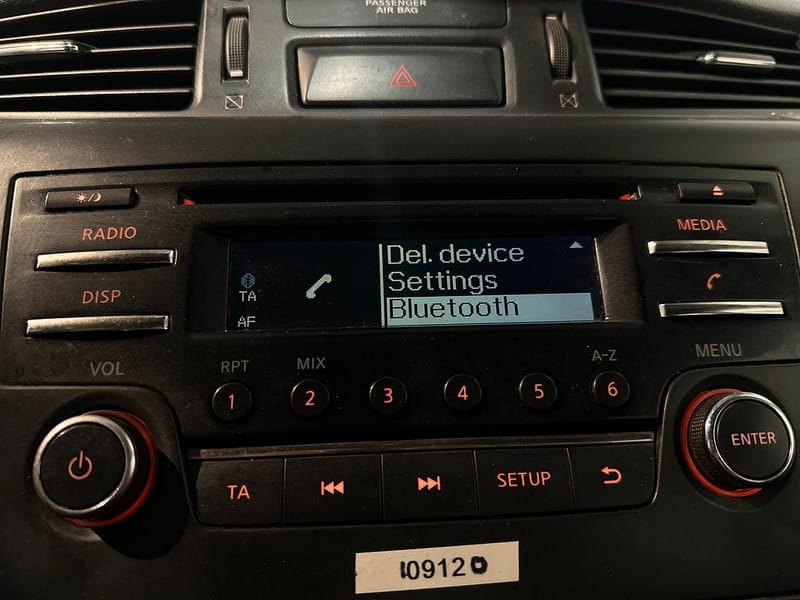 PASSENGER
AIR BAG
RADIO
MEDIA
DISP
Del. device
Settings
Bluetooth
TA
AF
VOL
RPT
MIX
A-Z
MENU
1
2
3
4
5
6
ENTER
TA
SETUP
109120